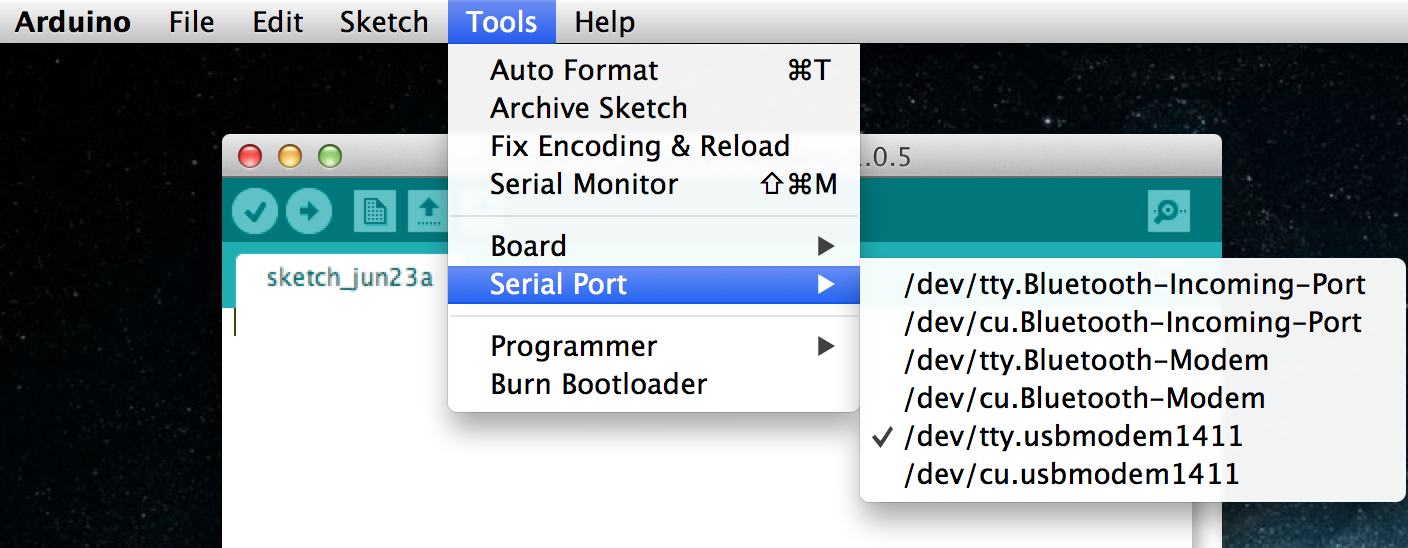 Arduino File Edit Sketch Tools Help
Auto Format ⌘T
Archive Sketch
Fix Encoding & Reload
Serial Monitor ⇧⌘M
Board
Serial Port
Programmer
Burn Bootloader
.0.5
sketch_jun23a
/dev/tty.Bluetooth-Incoming-Port
/dev/cu.Bluetooth-Incoming-Port
/dev/tty.Bluetooth-Modem
/dev/cu.Bluetooth-Modem
✓ /dev/tty.usbmodem1411
/dev/cu.usbmodem1411